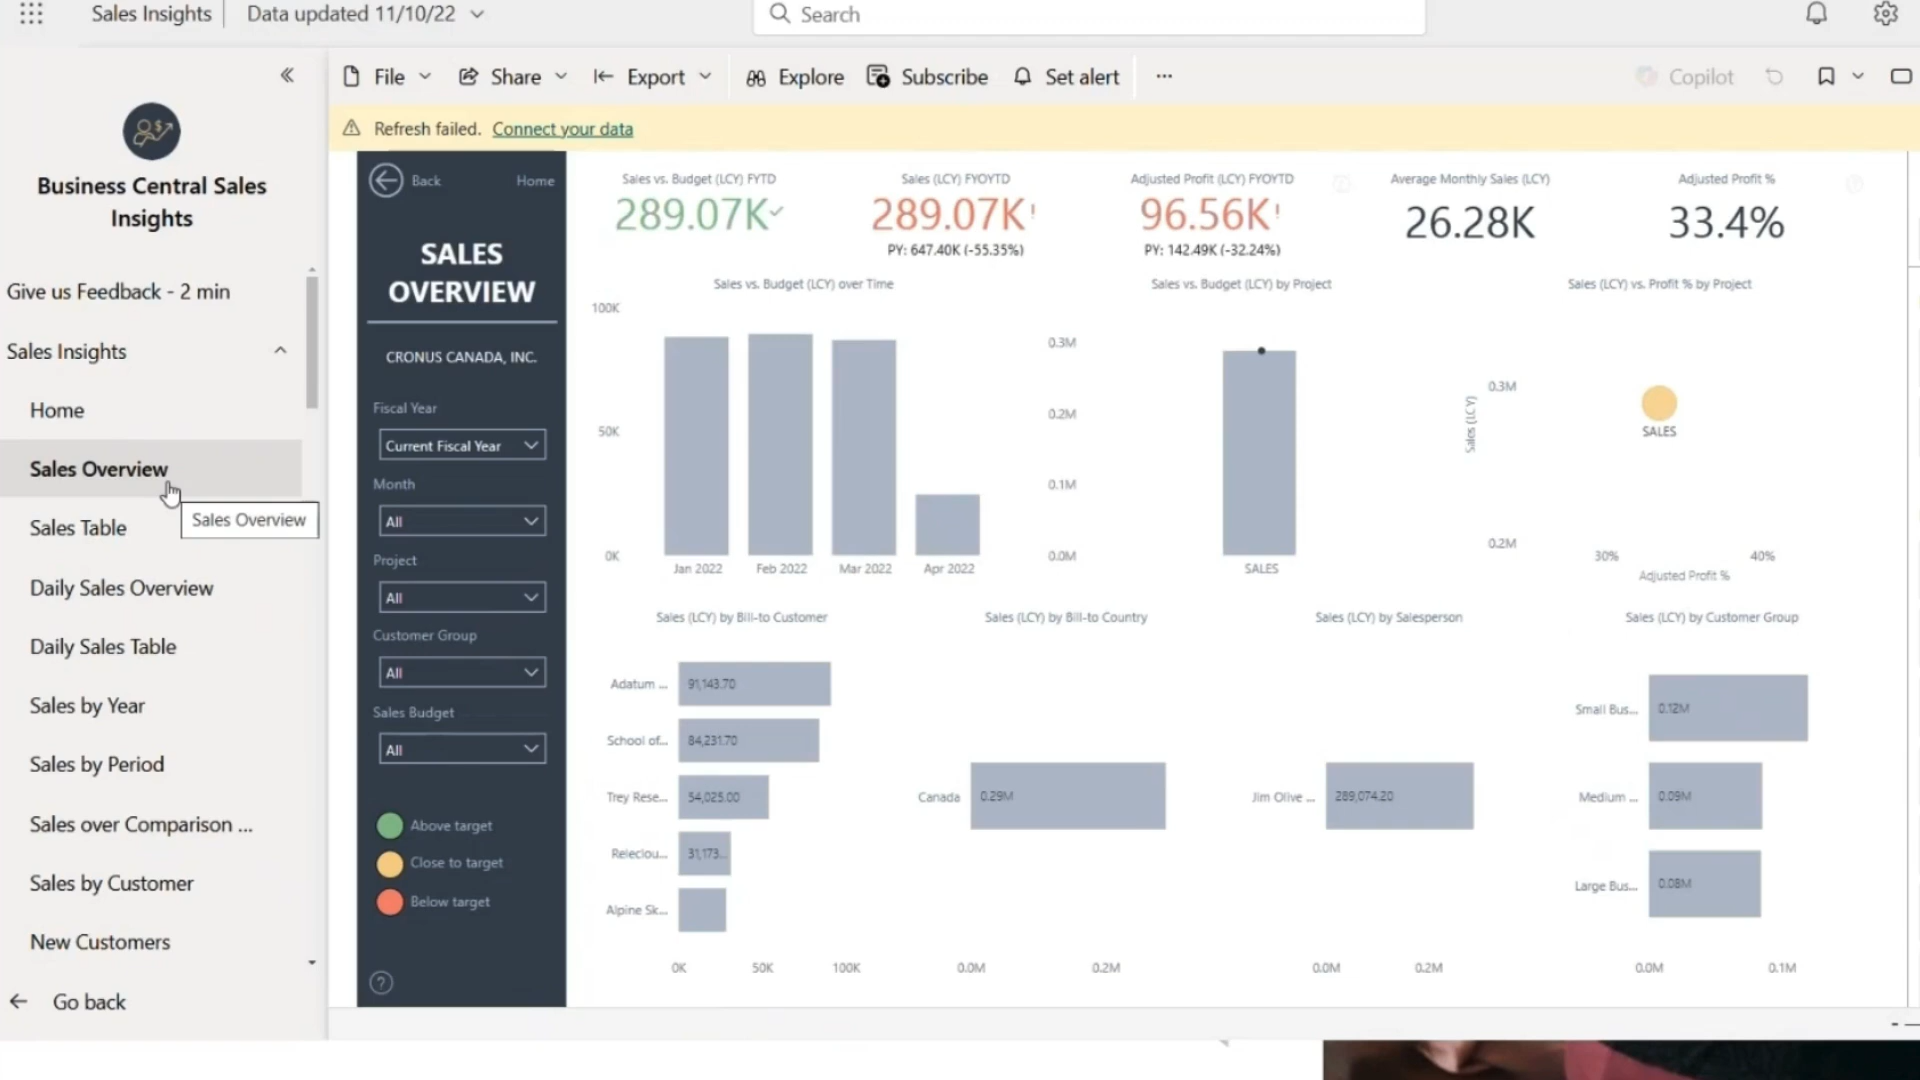 Sales Insights
Data updated 11/10/22
Search
Business Central Sales
Insights
Give us Feedback - 2 min
Sales Insights
Home
Sales Overview
Sales Overview
Sales Table
Daily Sales Overview
Daily Sales Table
Sales by Year
Sales by Period
Sales over Comparison ...
Sales by Customer
New Customers
Go back
File
Share
Export
Explore
Subscribe
Set alert
Copilot
Refresh failed. Connect your data
Back
Home
SALES
OVERVIEW
CRONUS CANADA, INC.
Fiscal Year
Current Fiscal Year
Month
All
Project
All
Customer Group
All
Sales Budget
All
Above target
Close to target
Below target
?
Sales vs. Budget (LCY) FYTD
289.07K
Sales (LCY) FYOYTD
289.07K!
PY: 647.40K (-55.35%)
Adjusted Profit (LCY) FYOYTD
96.56K!
PY: 142.49K (-32.24%)
Average Monthly Sales (LCY)
26.28K
Adjusted Profit %
33.4%
Sales vs. Budget (LCY) over Time
100K
50K
0K
Jan 2022
Feb 2022
Mar 2022
Apr 2022
Sales vs. Budget (LCY) by Project
0.3M
0.2M
0.1M
0.0M
SALES
Sales (LCY) vs. Profit % by Project
Sales (LCY)
0.3M
0.2M
SALES
30%
40%
Adjusted Profit %
Sales (LCY) by Bill-to Customer
Adatum ...
91,143.70
School of...
84,231.70
Trey Rese...
54,025.00
Releclou...
31,173...
Alpine Sk...
0K
50K
100K
Sales (LCY) by Bill-to Country
Canada
0.29M
0.0M
0.2M
Sales (LCY) by Salesperson
Jim Olive ...
289,074.20
0.0M
0.2M
Sales (LCY) by Customer Group
Small Bus...
0.12M
Medium ...
0.09M
Large Bus...
0.08M
0.0M
0.1M